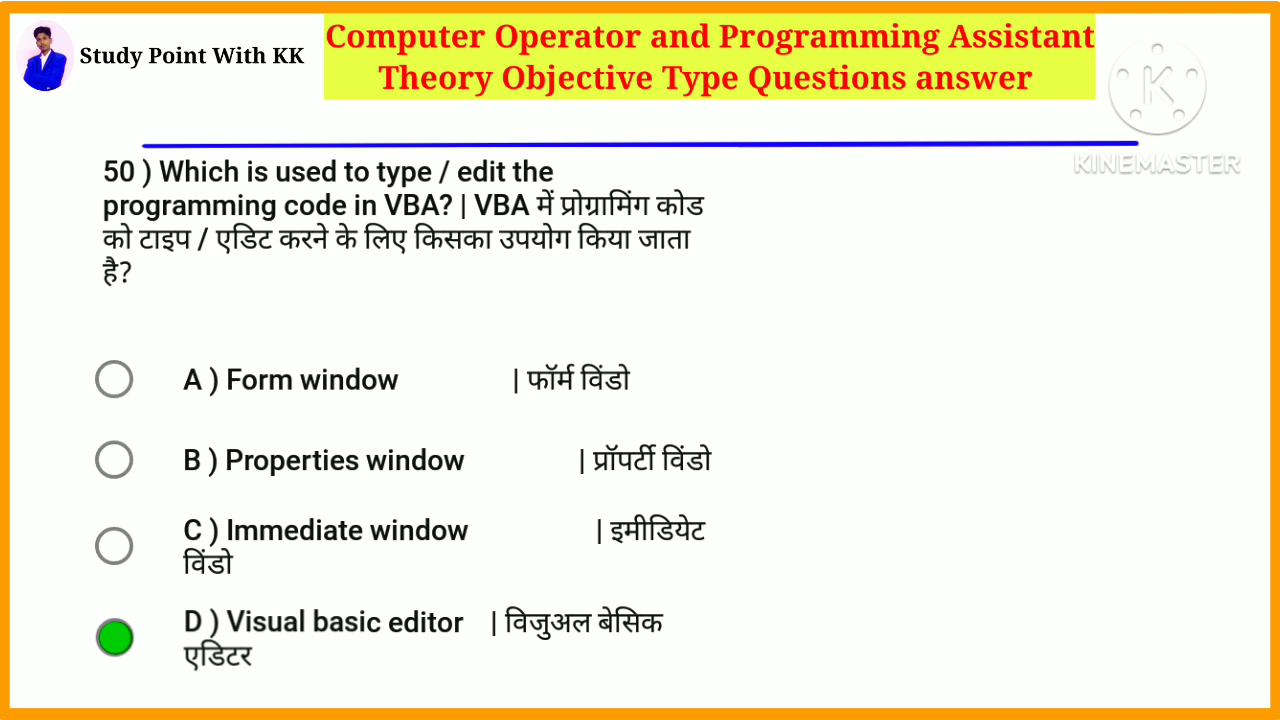 Study Point With KK
Computer Operator and Programming Assistant
Theory Objective Type Questions answer
K
KINEMASTER
50 ) Which is used to type / edit the
programming code in VBA? | VBA में प्रोग्रामिंग कोड
को टाइप / एडिट करने के लिए किसका उपयोग किया जाता
है?
A ) Form window | फॉर्म विंडो
B ) Properties window | प्रॉपर्टी विंडो
C ) Immediate window | इमीडियेट
विंडो
D ) Visual basic editor | विजुअल बेसिक
एडिटर